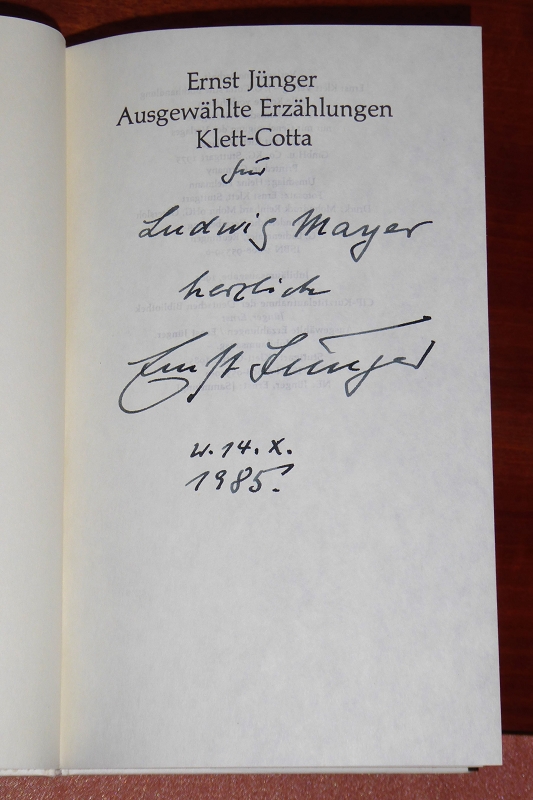 Ernst Jünger
Ausgewählte Erzählungen
Klett-Cotta
für
Ludwig Mayer
herzlich
Ernst Jünger
W. 14. X.
1985.